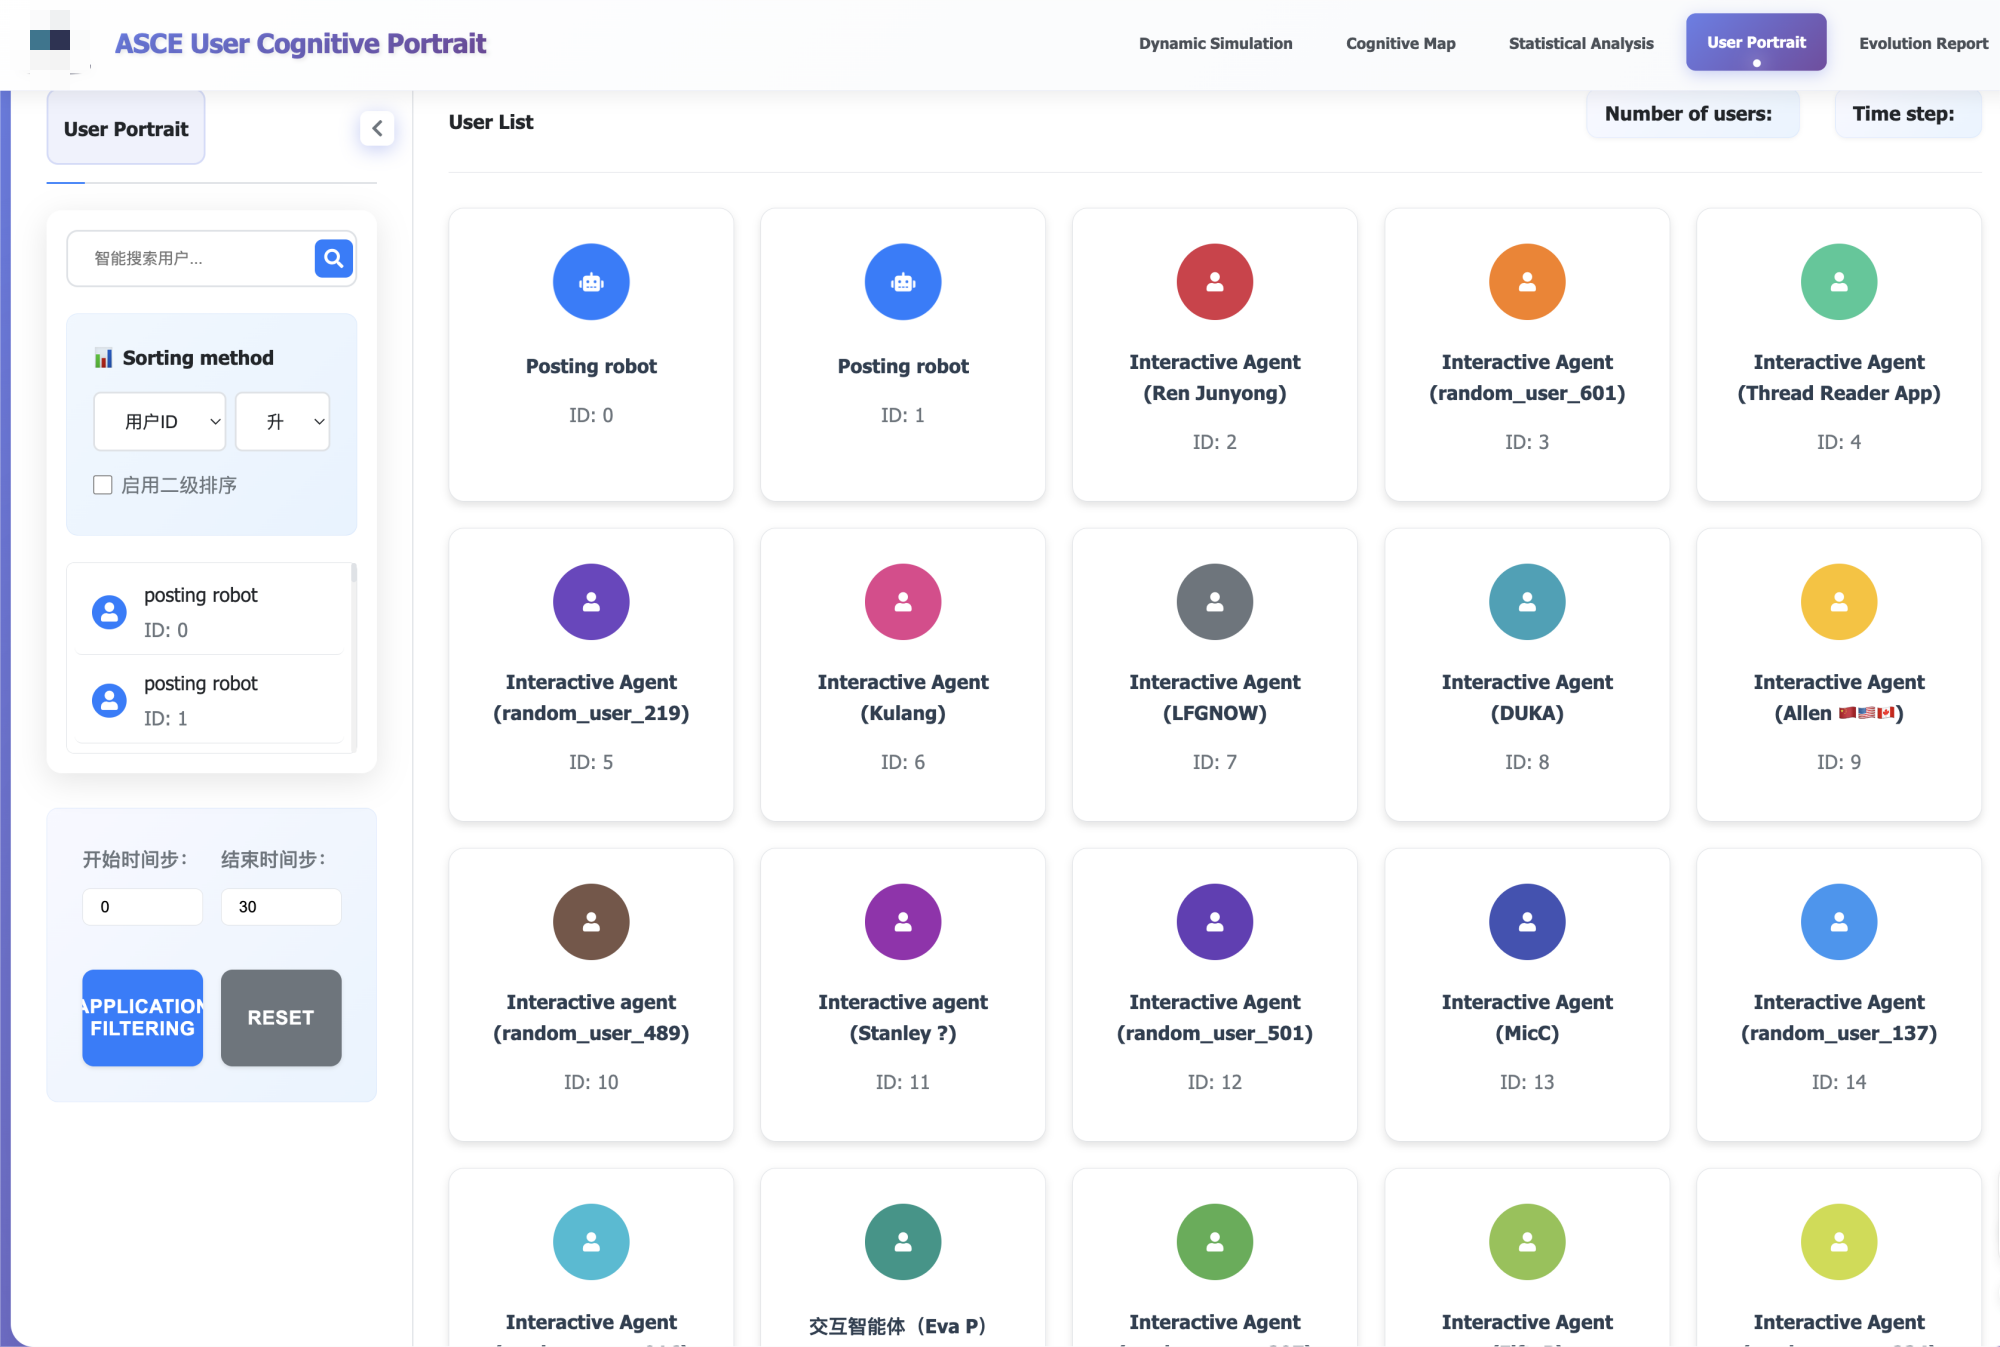 ASCE User Cognitive Portrait
Dynamic Simulation
Cognitive Map
Statistical Analysis
User Portrait
Evolution Report
User Portrait
User List
Number of users:
Time step:
智能搜索用户...
Sorting method
用户ID
升
启用二级排序
posting robot
ID: 0
posting robot
ID: 1
开始时间步：
结束时间步：
0
30
APPLICATION
FILTERING
RESET
Posting robot
ID: 0
Posting robot
ID: 1
Interactive Agent
(Ren Junyong)
ID: 2
Interactive Agent
(random_user_601)
ID: 3
Interactive Agent
(Thread Reader App)
ID: 4
Interactive Agent
(random_user_219)
ID: 5
Interactive Agent
(Kulang)
ID: 6
Interactive Agent
(LFGNOW)
ID: 7
Interactive Agent
(DUKA)
ID: 8
Interactive Agent
(Allen 🇨🇳🇺🇸🇨🇦)
ID: 9
Interactive agent
(random_user_489)
ID: 10
Interactive agent
(Stanley ?)
ID: 11
Interactive Agent
(random_user_501)
ID: 12
Interactive Agent
(MicC)
ID: 13
Interactive Agent
(random_user_137)
ID: 14
Interactive Agent
交互智能体（Eva P）
Interactive Agent
Interactive Agent
Interactive Agent